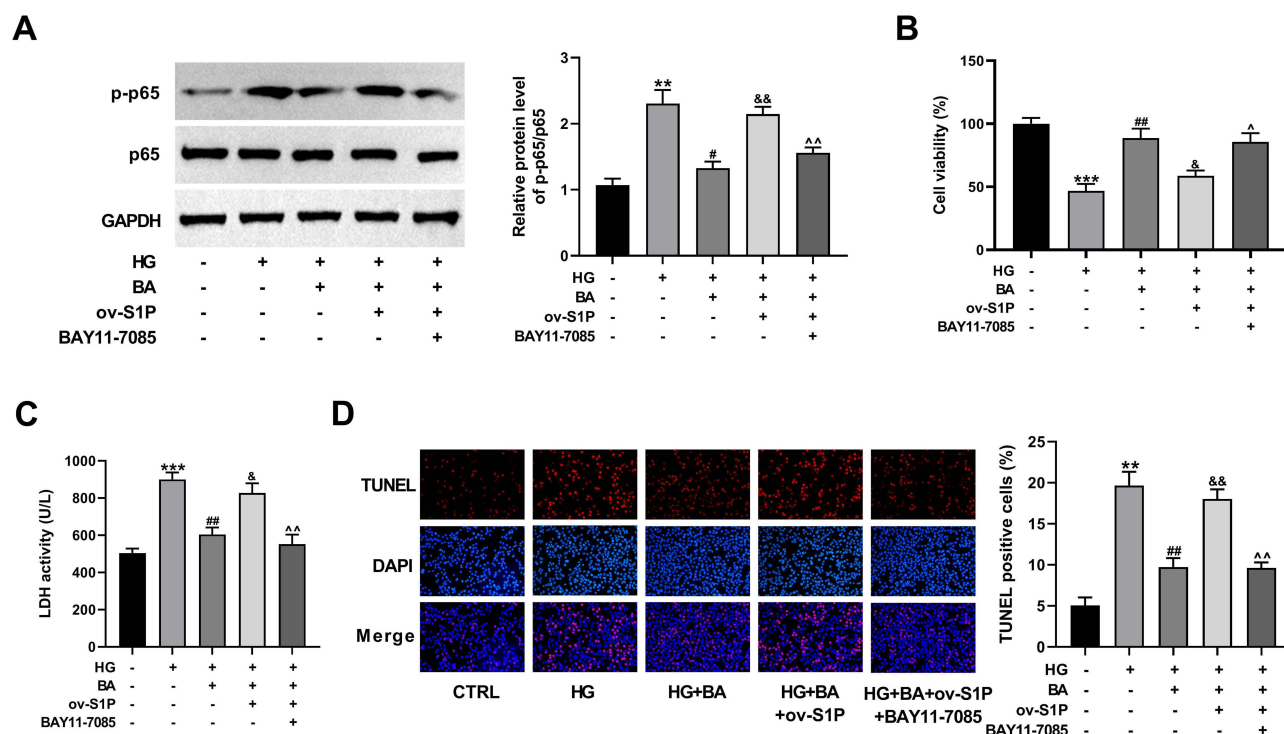 A
p-p65
p65
GAPDH
HG - + + + +
BA - - + + +
ov-S1P - - - + +
BAY11-7085 - - - - +
Relative protein level
of p-p65/p65
3
2
1
0
** # && ^^
HG - + + + +
BA - - + + +
ov-S1P - - - + +
BAY11-7085 - - - - +
B
Cell viability (%)
150
100
50
0
*** ## & ^
HG - + + + +
BA - - + + +
ov-S1P - - - + +
BAY11-7085 - - - - +
C
LDH activity (U/L)
1000
800
600
400
200
0
*** ## & ^^
HG - + + + +
BA - - + + +
ov-S1P - - - + +
BAY11-7085 - - - - +
D
TUNEL
DAPI
Merge
CTRL
HG
HG+BA
HG+BA
+ov-S1P
HG+BA+ov-S1P
+BAY11-7085
TUNEL positive cells (%)
25
20
15
10
5
0
** ## && ^^
HG - + + + +
BA - - + + +
ov-S1P - - - + +
BAY11-7085 - - - - +